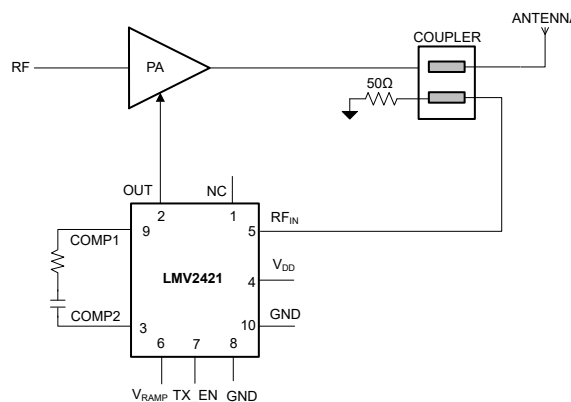 ANTENNA
COUPLER
RF
PA
50Ω
OUT
NC
2
1
RF_IN
COMP1
9
5
LMV2421
V_DD
4
COMP2
3
10
GND
6
7
8
V_RAMP
TX EN
GND